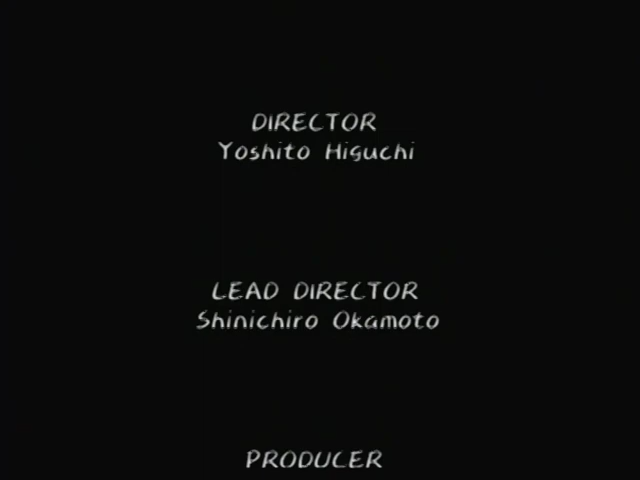 DIRECTOR
Yoshito Higuchi
LEAD DIRECTOR
Shinichiro Okamoto
PRODUCER